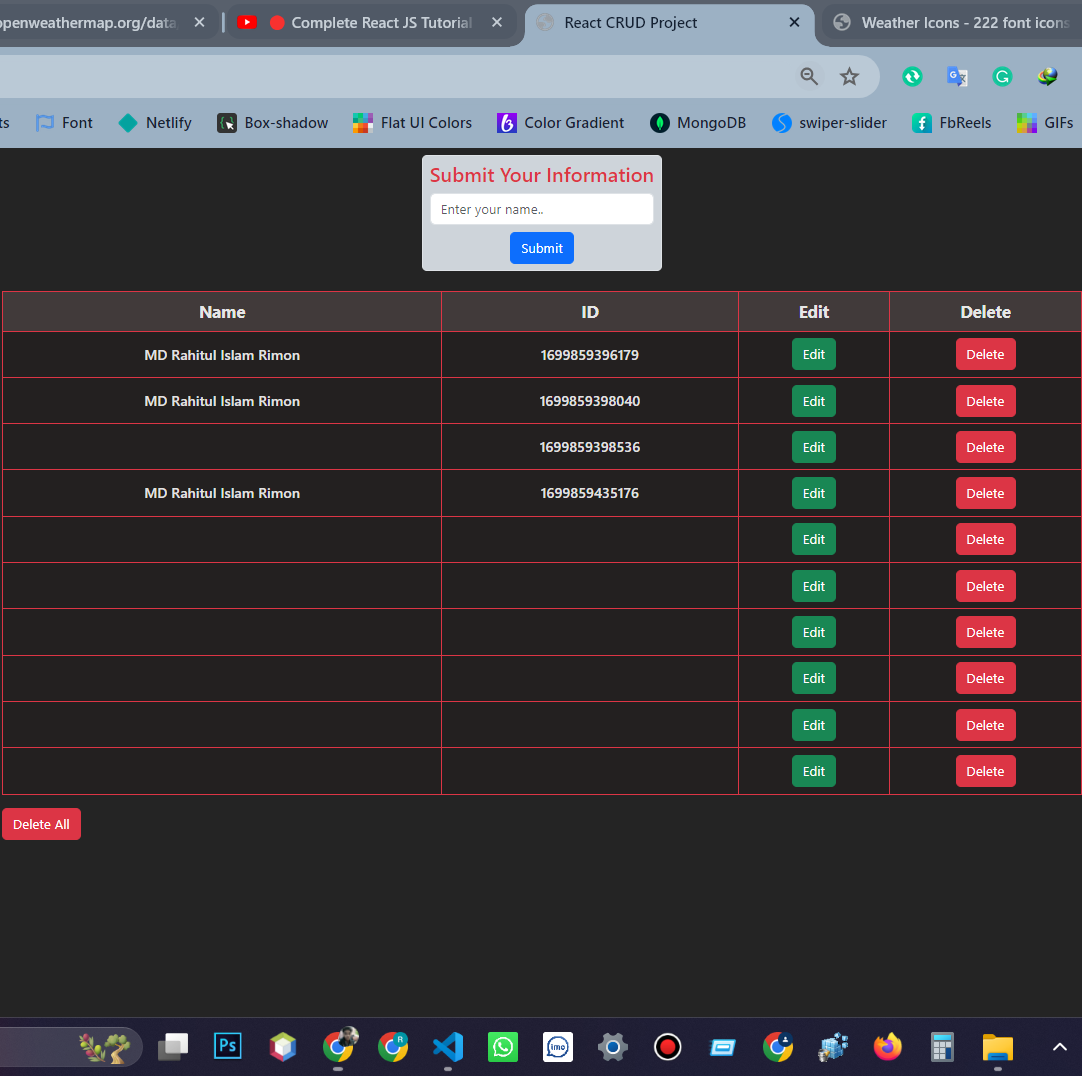 openweathermap.org/data Complete React JS Tutorial React CRUD Project Weather Icons - 222 font icons
ts Font Netlify Box-shadow Flat UI Colors Color Gradient MongoDB swiper-slider FbReels GIFs
Submit Your Information
Enter your name..
Submit
Name ID Edit Delete
MD Rahitul Islam Rimon 1699859396179 Edit Delete
MD Rahitul Islam Rimon 1699859398040 Edit Delete
1699859398536 Edit Delete
MD Rahitul Islam Rimon 1699859435176 Edit Delete
Edit Delete
Edit Delete
Edit Delete
Edit Delete
Edit Delete
Edit Delete
Delete All
Ps R imo